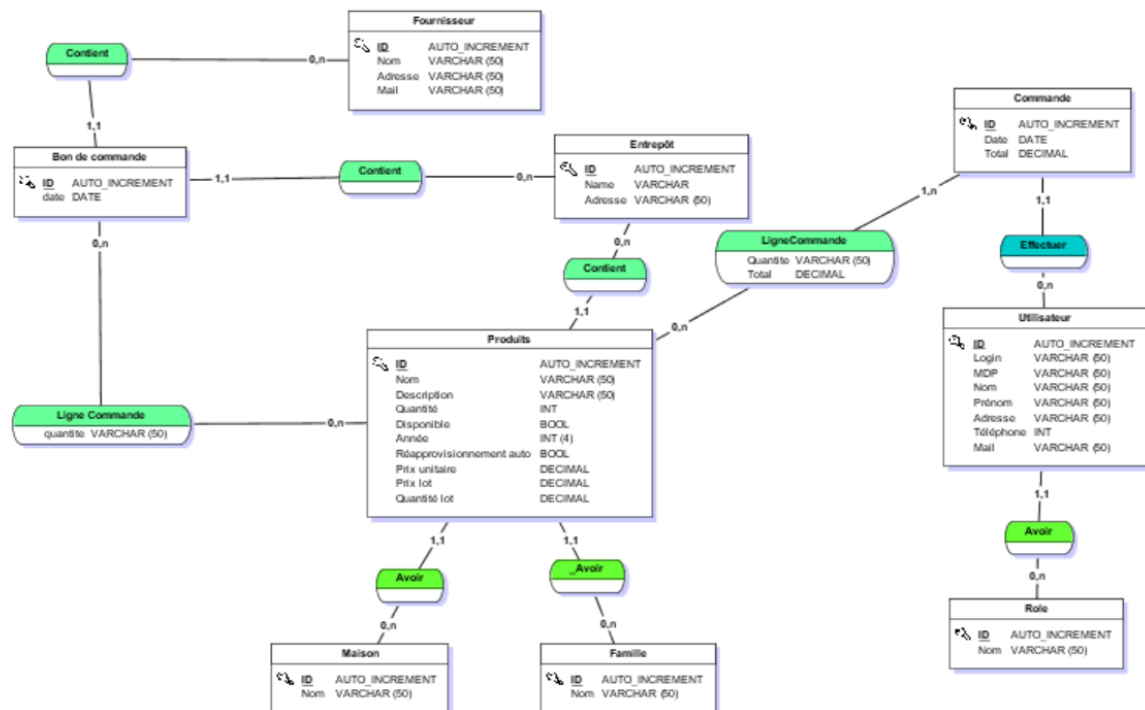 Fournisseur
ID AUTO_INCREMENT
Nom VARCHAR (50)
Adresse VARCHAR (50)
Mail VARCHAR (50)
Contient
0,n
1,1
Bon de commande
ID AUTO_INCREMENT
date DATE
1,1
Contient
0,n
Entrepôt
ID AUTO_INCREMENT
Name VARCHAR
Adresse VARCHAR (50)
0,n
Contient
1,1
Commande
ID AUTO_INCREMENT
Date DATE
Total DECIMAL
1,n
1,1
LigneCommande
Quantite VARCHAR (50)
Total DECIMAL
0,n
Effectuer
0,n
Utilisateur
ID AUTO_INCREMENT
Login VARCHAR (50)
MDP VARCHAR (50)
Nom VARCHAR (50)
Prénom VARCHAR (50)
Adresse VARCHAR (50)
Téléphone INT
Mail VARCHAR (50)
1,1
Avoir
0,n
Role
ID AUTO_INCREMENT
Nom VARCHAR (50)
0,n
Ligne Commande
quantite VARCHAR (50)
0,n
Produits
ID AUTO_INCREMENT
Nom VARCHAR (50)
Description VARCHAR (50)
Quantité INT
Disponible BOOL
Année INT (4)
Réapprovisionnement auto BOOL
Prix unitaire DECIMAL
Prix lot DECIMAL
Quantité lot DECIMAL
1,1
Avoir
0,n
Maison
ID AUTO_INCREMENT
Nom VARCHAR (50)
1,1
_Avoir
0,n
Famille
ID AUTO_INCREMENT
Nom VARCHAR (50)